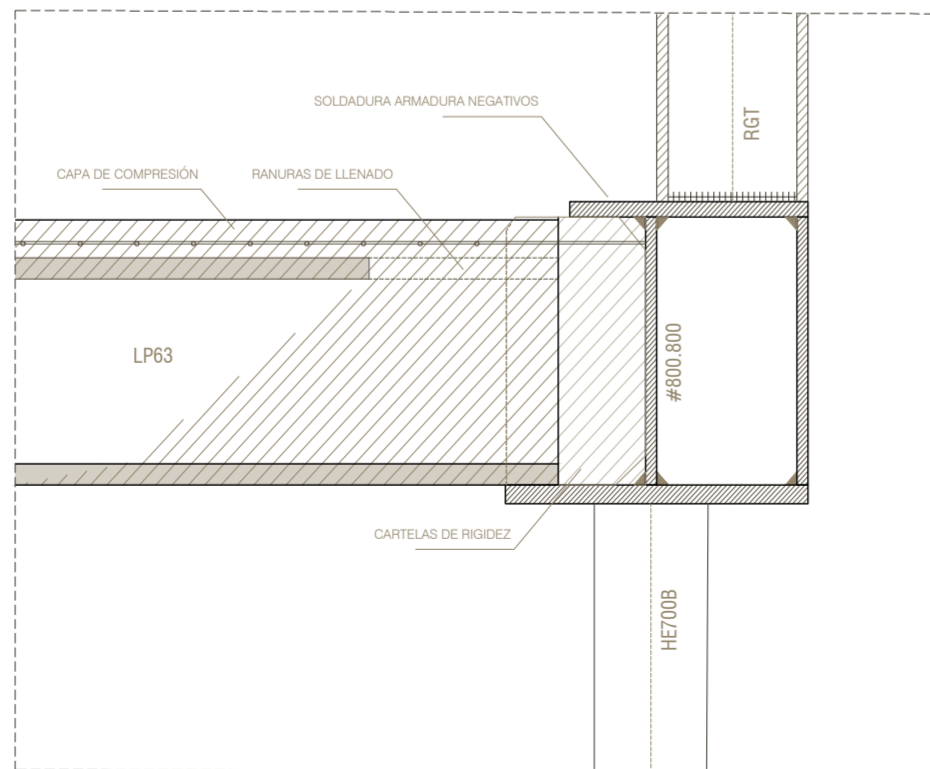 SOLDADURA ARMADURA NEGATIVOS
RGT
CAPA DE COMPRESIÓN
RANURAS DE LLENADO
LP63
#800.800
CARTELAS DE RIGIDEZ
HE700B